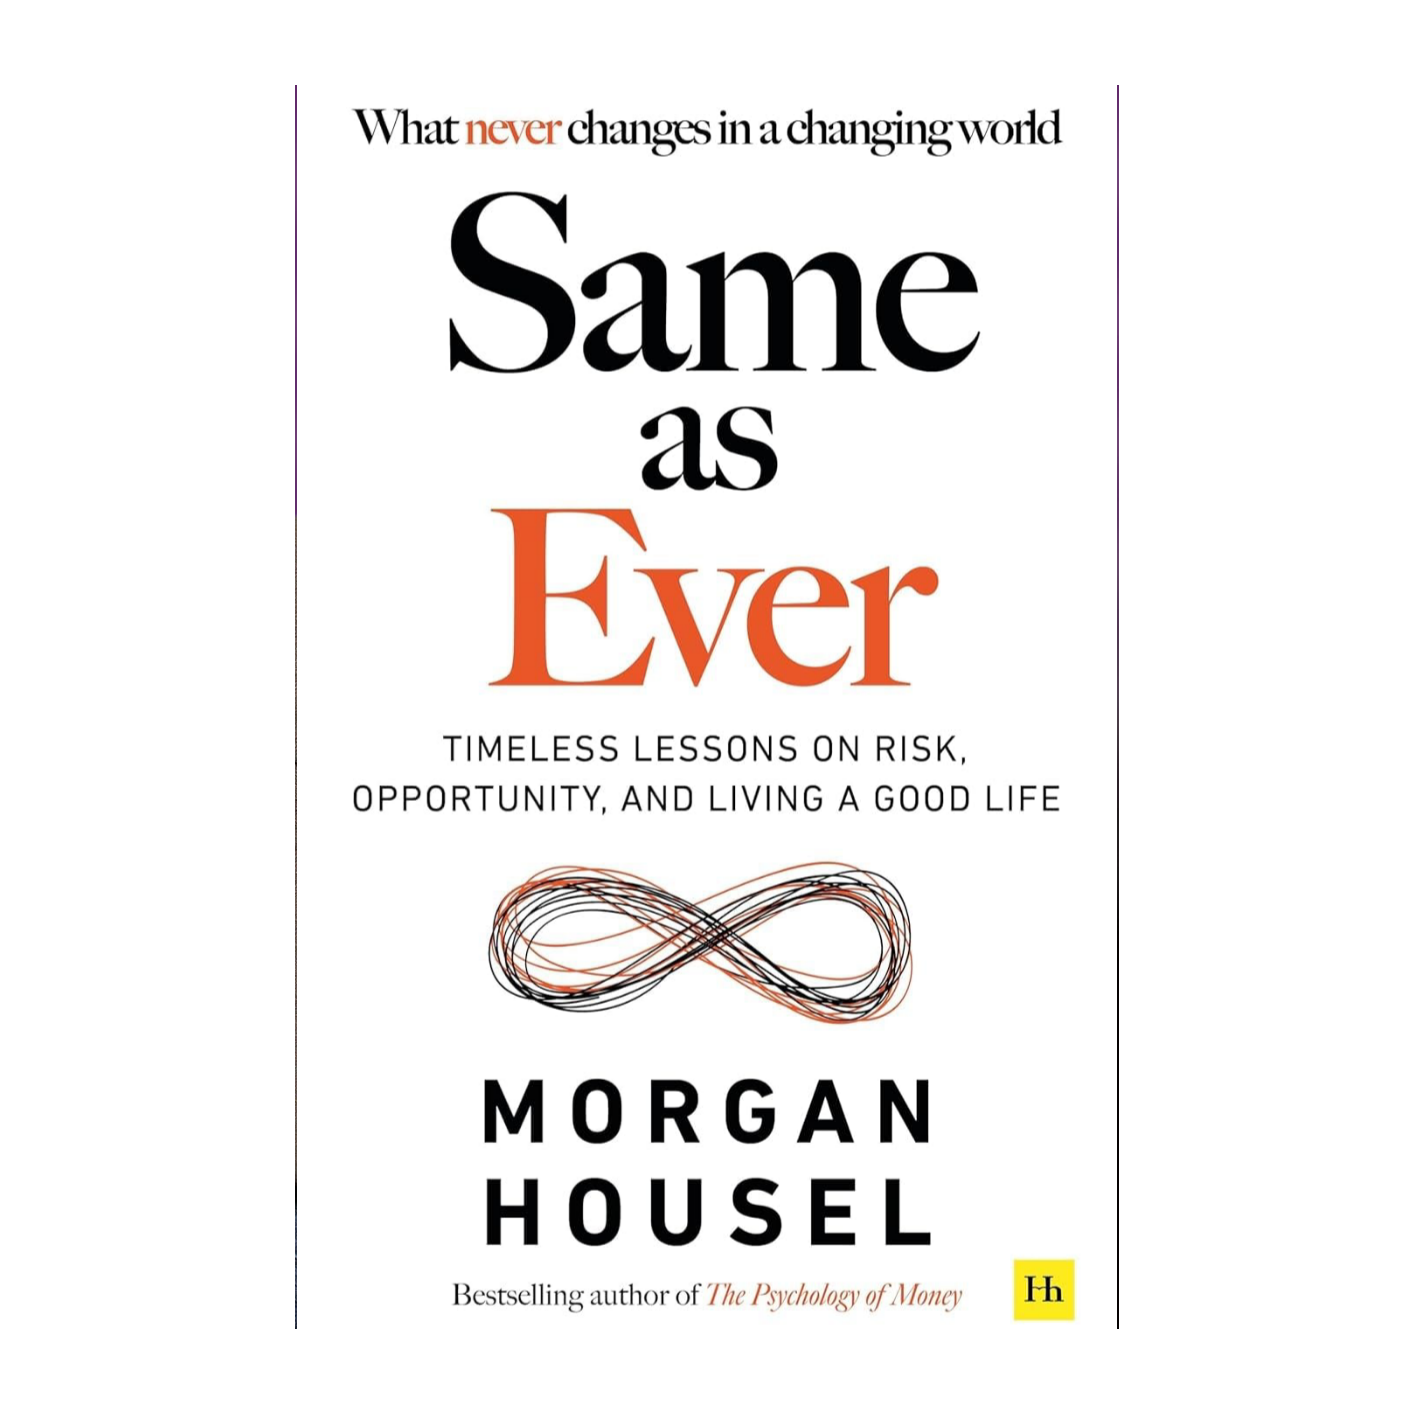 What never changes in a changing world
Same
as
Ever
TIMELESS LESSONS ON RISK,
OPPORTUNITY, AND LIVING A GOOD LIFE
MORGAN
HOUSEL
Bestselling author of The Psychology of Money
Hh